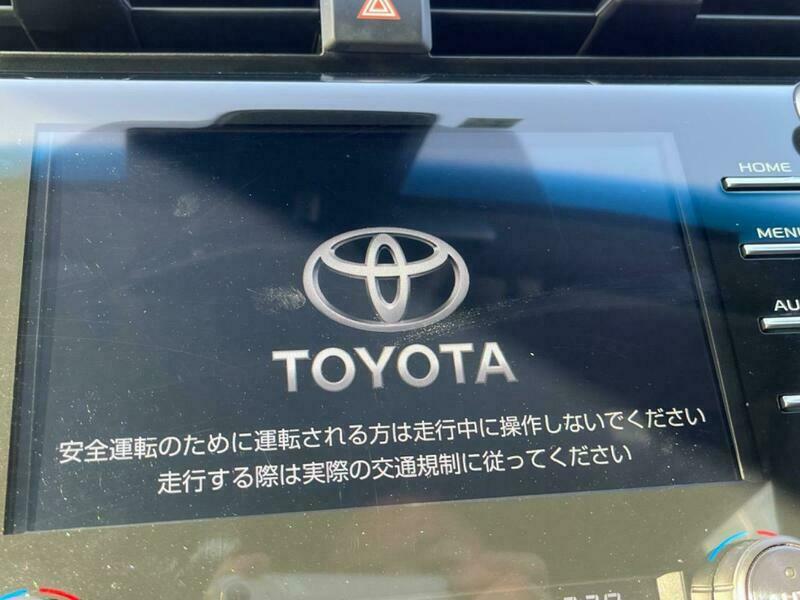 HOME
TOYOTA
安全運転のために運転される方は走行中に操作しないでください
走行する際は実際の交通規制に従ってください